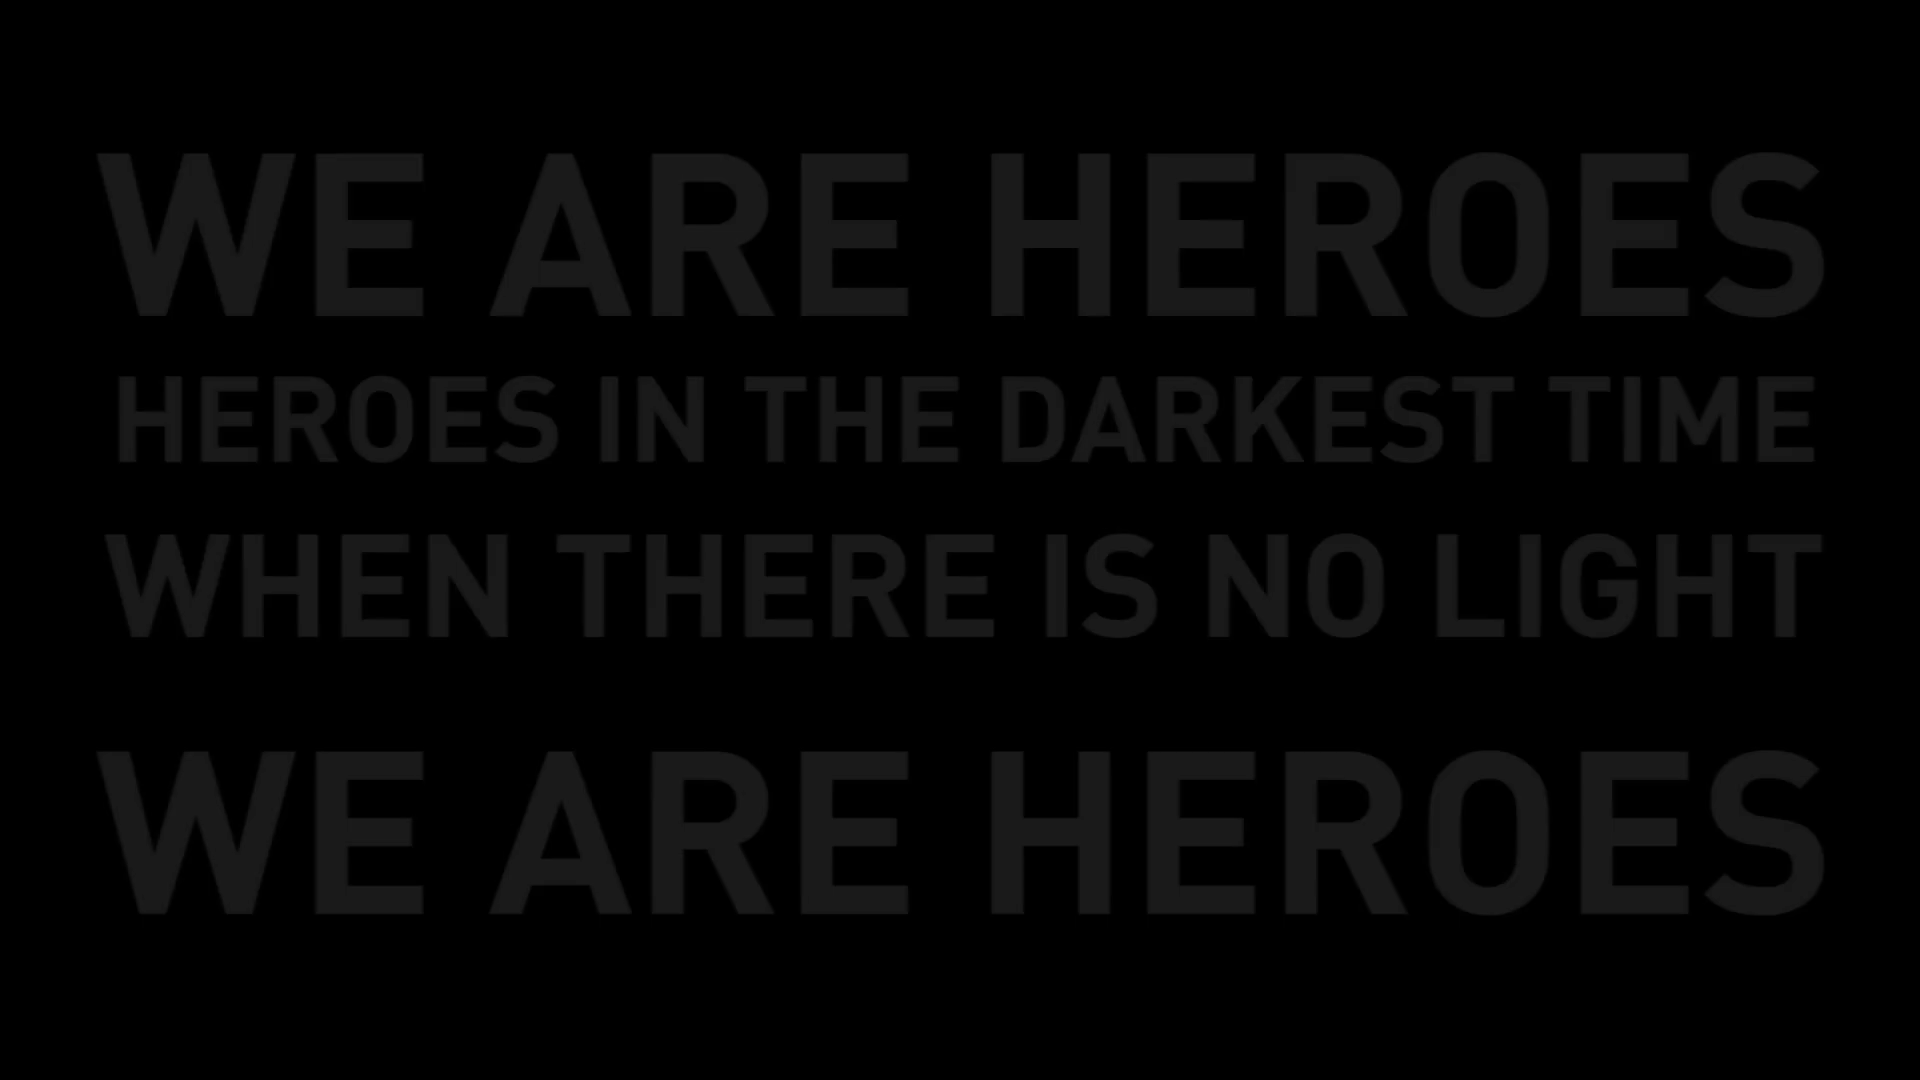 WE ARE HEROES
HEROES IN THE DARKEST TIME
WHEN THERE IS NO LIGHT
WE ARE HEROES